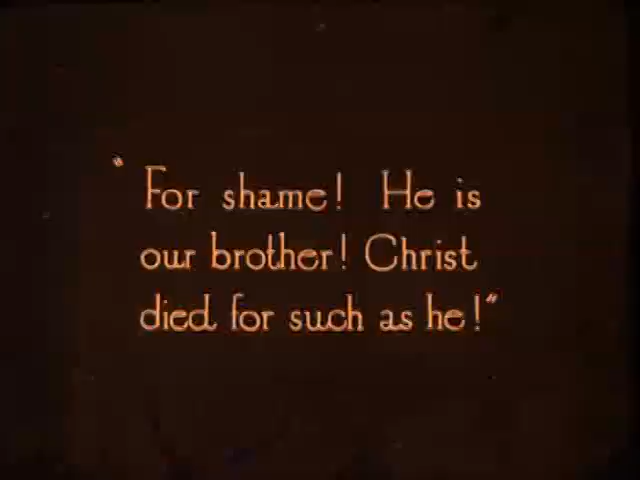 "For shame! He is
our brother! Christ
died for such as he!"